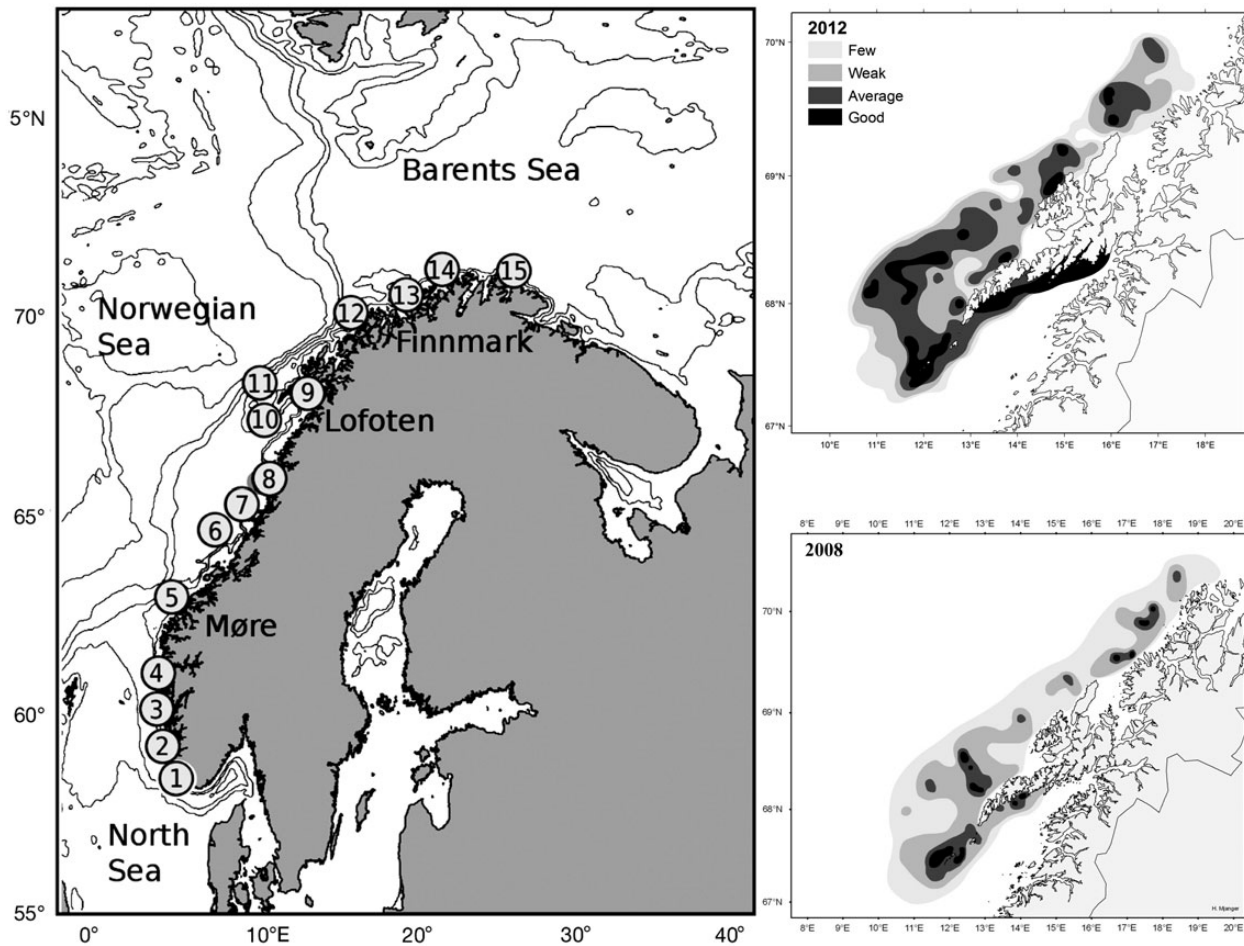 5°N
70°
65°
60°
55°
0°
10°E
20°
30°
40°
Barents Sea
Norwegian
Sea
Finnmark
Lofoten
Møre
North
Sea
14
15
13
12
11
9
10
8
7
6
5
4
3
2
1
2012
Few
Weak
Average
Good
70°N
69°N
68°N
67°N
10°E
11°E
12°E
13°E
14°E
15°E
16°E
17°E
18°E
8°E
9°E
10°E
11°E
12°E
13°E
14°E
15°E
16°E
17°E
18°E
19°E
20°E
2008
70°N
69°N
68°N
67°N
70°N
69°N
68°N
67°N
H. Mjanger
8°E
9°E
10°E
11°E
12°E
13°E
14°E
15°E
16°E
17°E
18°E
19°E
20°E